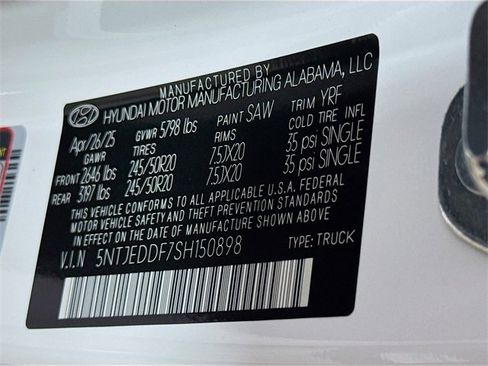 MANUFACTURED BY
HYUNDAI MOTOR MANUFACTURING ALABAMA, LLC
Apr/26/25 GVWR 5798 lbs PAINT SAW TRIM YRF
GAWR TIRES RIMS COLD TIRE INFL
FRONT 2646 lbs 245/50R20 7.5JX20 35 psi SINGLE
REAR 3197 lbs 245/50R20 7.5JX20 35 psi SINGLE
THIS VEHICLE CONFORMS TO ALL APPLICABLE U.S.A. FEDERAL
MOTOR VEHICLE SAFETY AND THEFT PREVENTION STANDARDS
IN EFFECT ON THE DATE OF MANUFACTURE SHOWN ABOVE.
V.I.N 5NTJEDDF7SH150898 TYPE: TRUCK